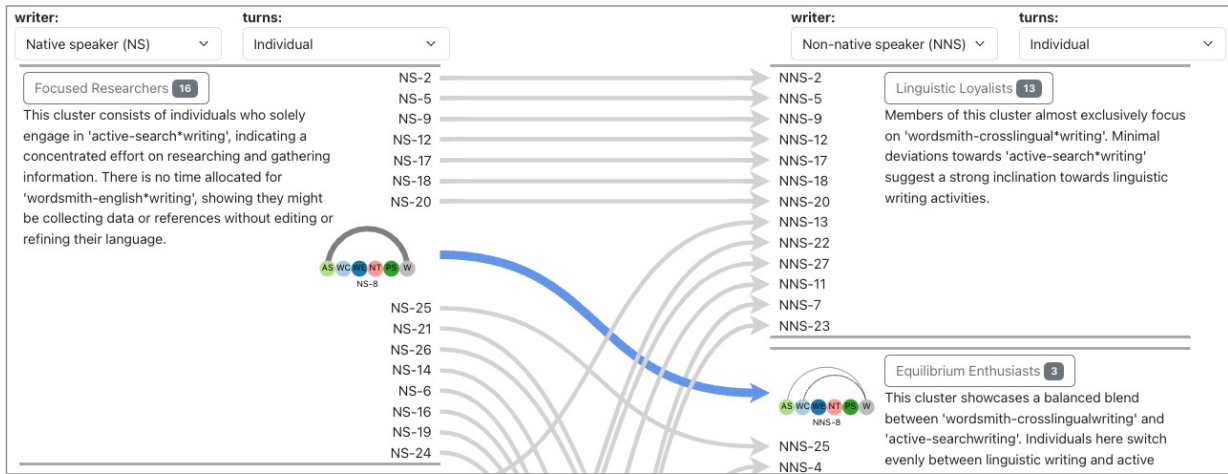 writer:
turns:
Native speaker (NS)
Individual
Focused Researchers 16
This cluster consists of individuals who solely
engage in 'active-search*writing', indicating a
concentrated effort on researching and gathering
information. There is no time allocated for
'wordsmith-english*writing', showing they might
be collecting data or references without editing or
refining their language.
NS-2
NS-5
NS-9
NS-12
NS-17
NS-18
NS-20
AS WC WE NT PS W
NS-8
NS-25
NS-21
NS-26
NS-14
NS-6
NS-16
NS-19
NS-24
writer:
turns:
Non-native speaker (NNS)
Individual
NNS-2
NNS-5
NNS-9
NNS-12
NNS-17
NNS-18
NNS-20
NNS-13
NNS-22
NNS-27
NNS-11
NNS-7
NNS-23
Linguistic Loyalists 13
Members of this cluster almost exclusively focus
on 'wordsmith-crosslingual*writing'. Minimal
deviations towards 'active-search*writing'
suggest a strong inclination towards linguistic
writing activities.
AS WC WE NT PS W
NNS-8
NNS-25
NNS-4
Equilibrium Enthusiasts 3
This cluster showcases a balanced blend
between 'wordsmith-crosslingualwriting' and
'active-searchwriting'. Individuals here switch
evenly between linguistic writing and active